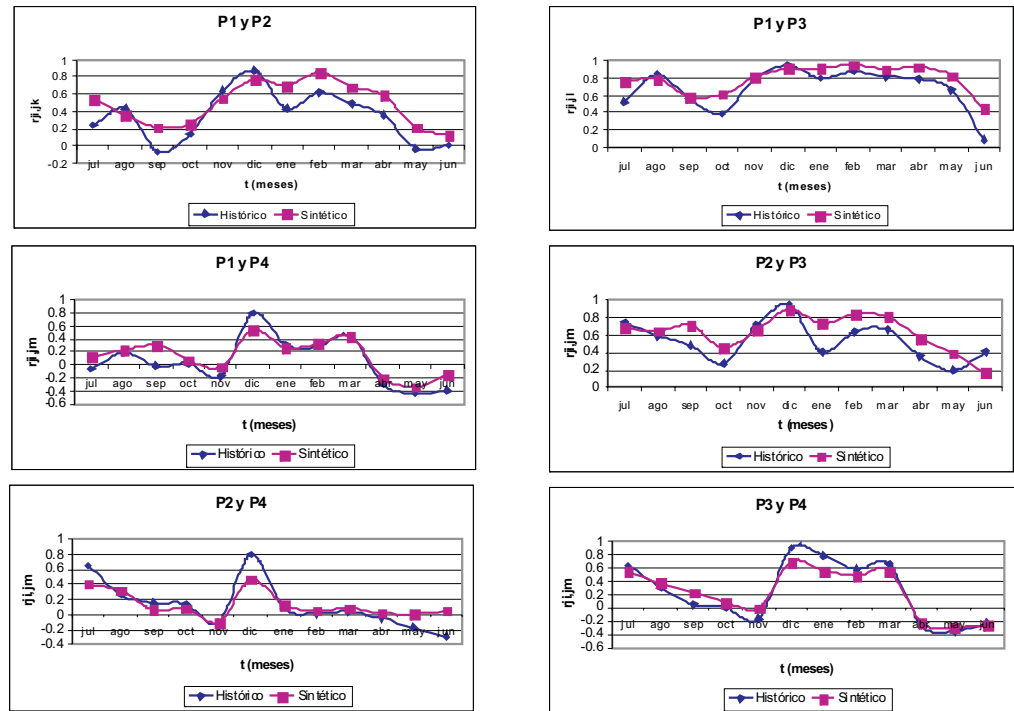 P1 y P2
rji,jk
1
0.8
0.6
0.4
0.2
0
-0.2
jul ago sep oct nov dic ene feb mar abr may jun
t (meses)
Histórico Sintético
P1 y P3
rji,jl
1
0.8
0.6
0.4
0.2
0
jul ago sep oct nov dic ene feb mar abr may jun
t (meses)
Histórico Sintético
P1 y P4
rji,jm
1
0.8
0.6
0.4
0.2
0
-0.2
-0.4
-0.6
jul ago sep oct nov dic ene feb mar abr may jun
t (meses)
Histórico Sintético
P2 y P3
rji,jm
1
0.8
0.6
0.4
0.2
0
jul ago sep oct nov dic ene feb mar abr may jun
t (meses)
Histórico Sintético
P2 y P4
rji,jm
1
0.8
0.6
0.4
0.2
0
-0.2
-0.4
jul ago sep oct nov dic ene feb mar abr may jun
t (meses)
Histórico Sintético
P3 y P4
rji,jm
1
0.8
0.6
0.4
0.2
0
-0.2
-0.4
-0.6
jul ago sep oct nov dic ene feb mar abr may jun
t (meses)
Histórico Sintético